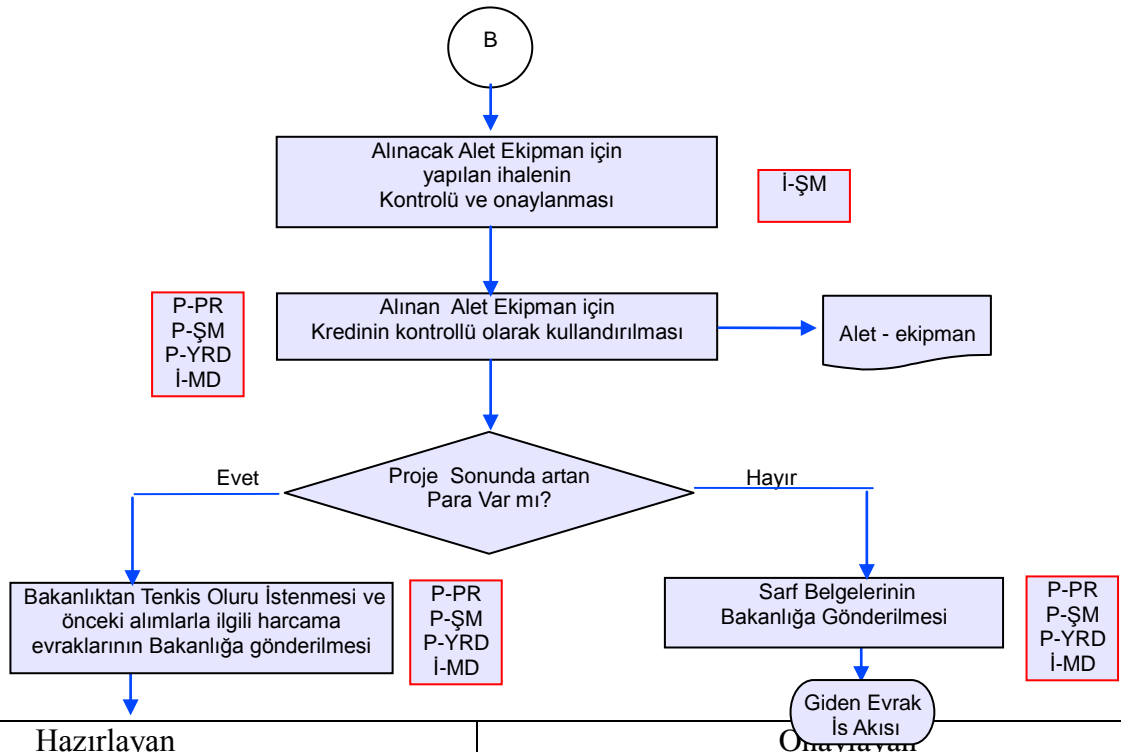 B
Alınacak Alet Ekipman için
yapılan ihalenin
Kontrolü ve onaylanması
İ-ŞM
P-PR
P-ŞM
P-YRD
İ-MD
Alınan Alet Ekipman için
Kredinin kontrollü olarak kullandırılması
Alet - ekipman
Proje Sonunda artan
Para Var mı?
Evet
Hayır
Bakanlıktan Tenkis Oluru İstenmesi ve
önceki alımlarla ilgili harcama
evraklarının Bakanlığa gönderilmesi
P-PR
P-ŞM
P-YRD
İ-MD
Sarf Belgelerinin
Bakanlığa Gönderilmesi
P-PR
P-ŞM
P-YRD
İ-MD
Giden Evrak
İs Akısı
Hazırlayan
Onaylayan